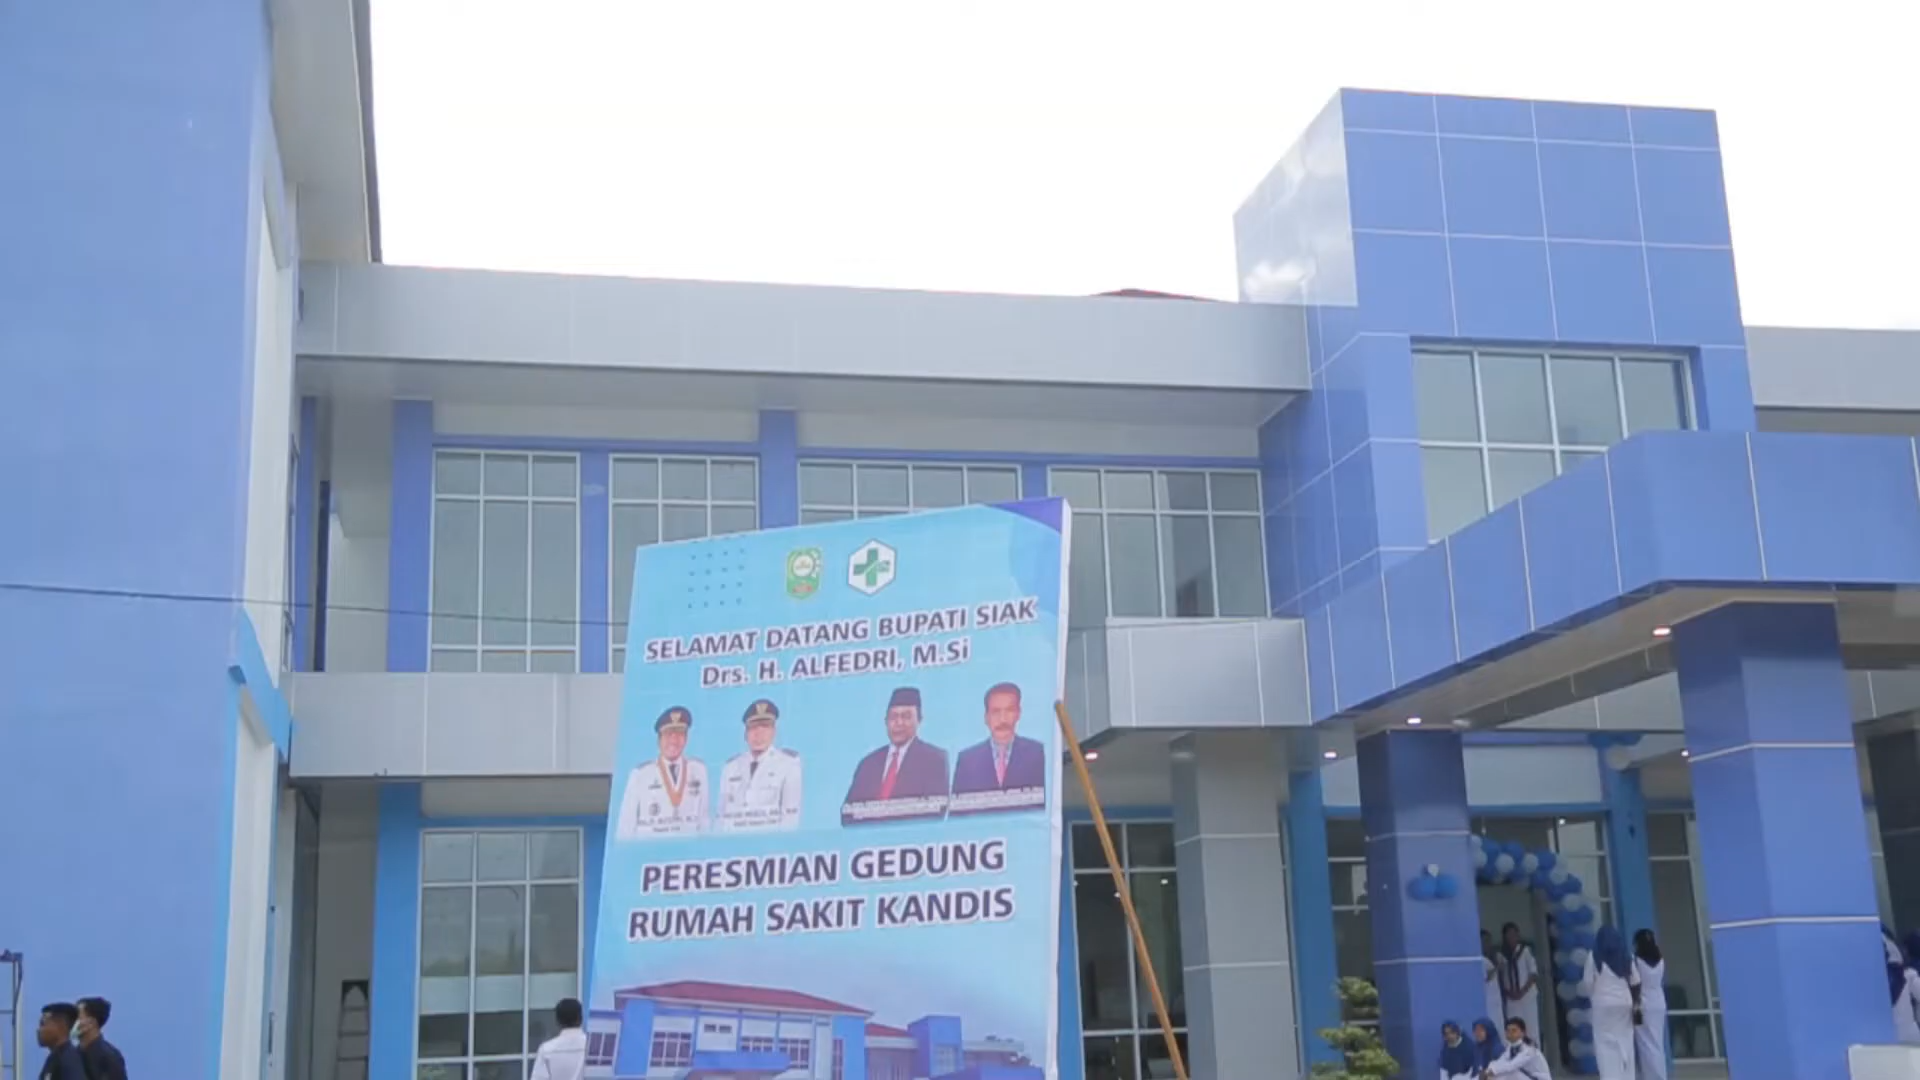 SELAMAT DATANG BUPATI SIAK
Drs. H. ALFEDRI, M.Si
PERESMIAN GEDUNG
RUMAH SAKIT KANDIS